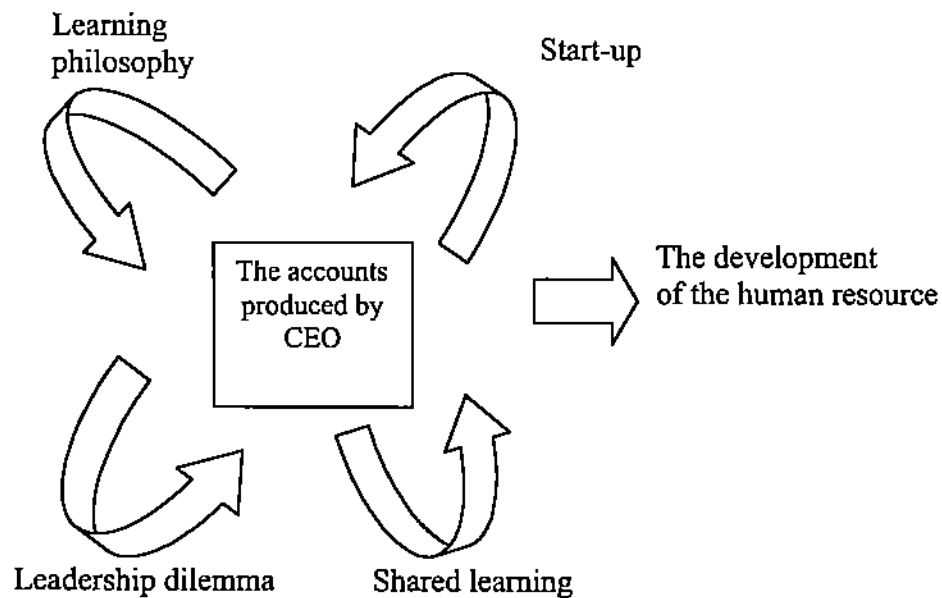 Learning
philosophy
Start-up
The accounts
produced by
CEO
The development
of the human resource
Leadership dilemma
Shared learning